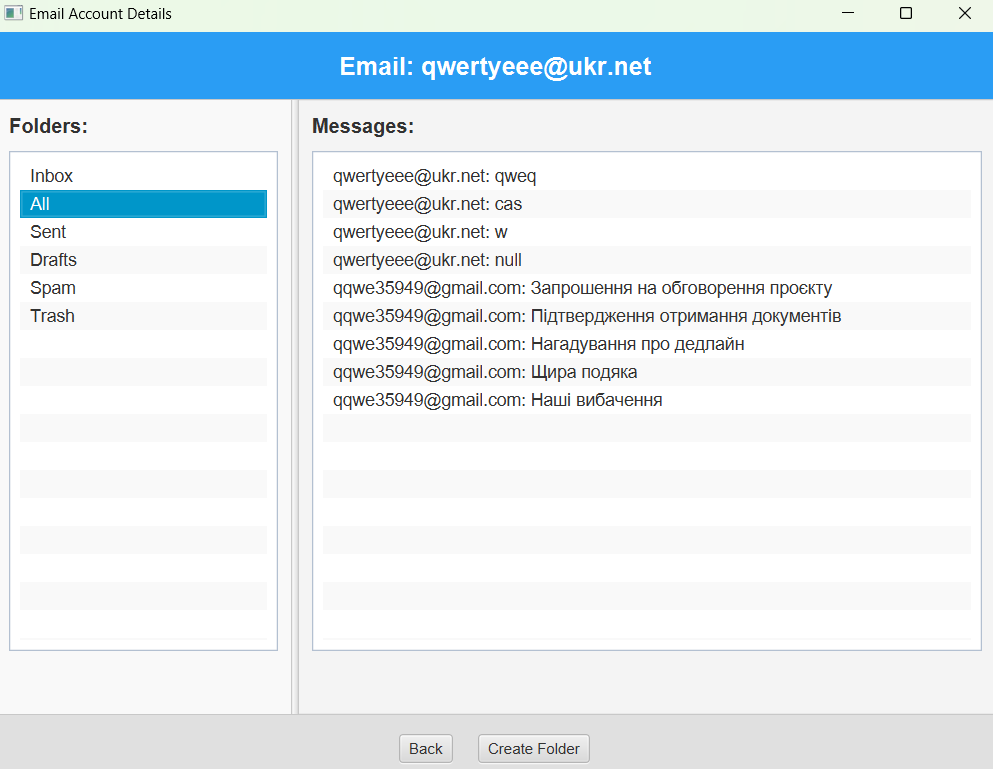 Email Account Details
Email: qwertyeee@ukr.net
Folders:
Inbox
All
Sent
Drafts
Spam
Trash
Messages:
qwertyeee@ukr.net: qweq
qwertyeee@ukr.net: cas
qwertyeee@ukr.net: w
qwertyeee@ukr.net: null
qqwe35949@gmail.com: Запрошення на обговорення проєкту
qqwe35949@gmail.com: Підтвердження отримання документів
qqwe35949@gmail.com: Нагадування про дедлайн
qqwe35949@gmail.com: Щира подяка
qqwe35949@gmail.com: Наші вибачення
Back
Create Folder